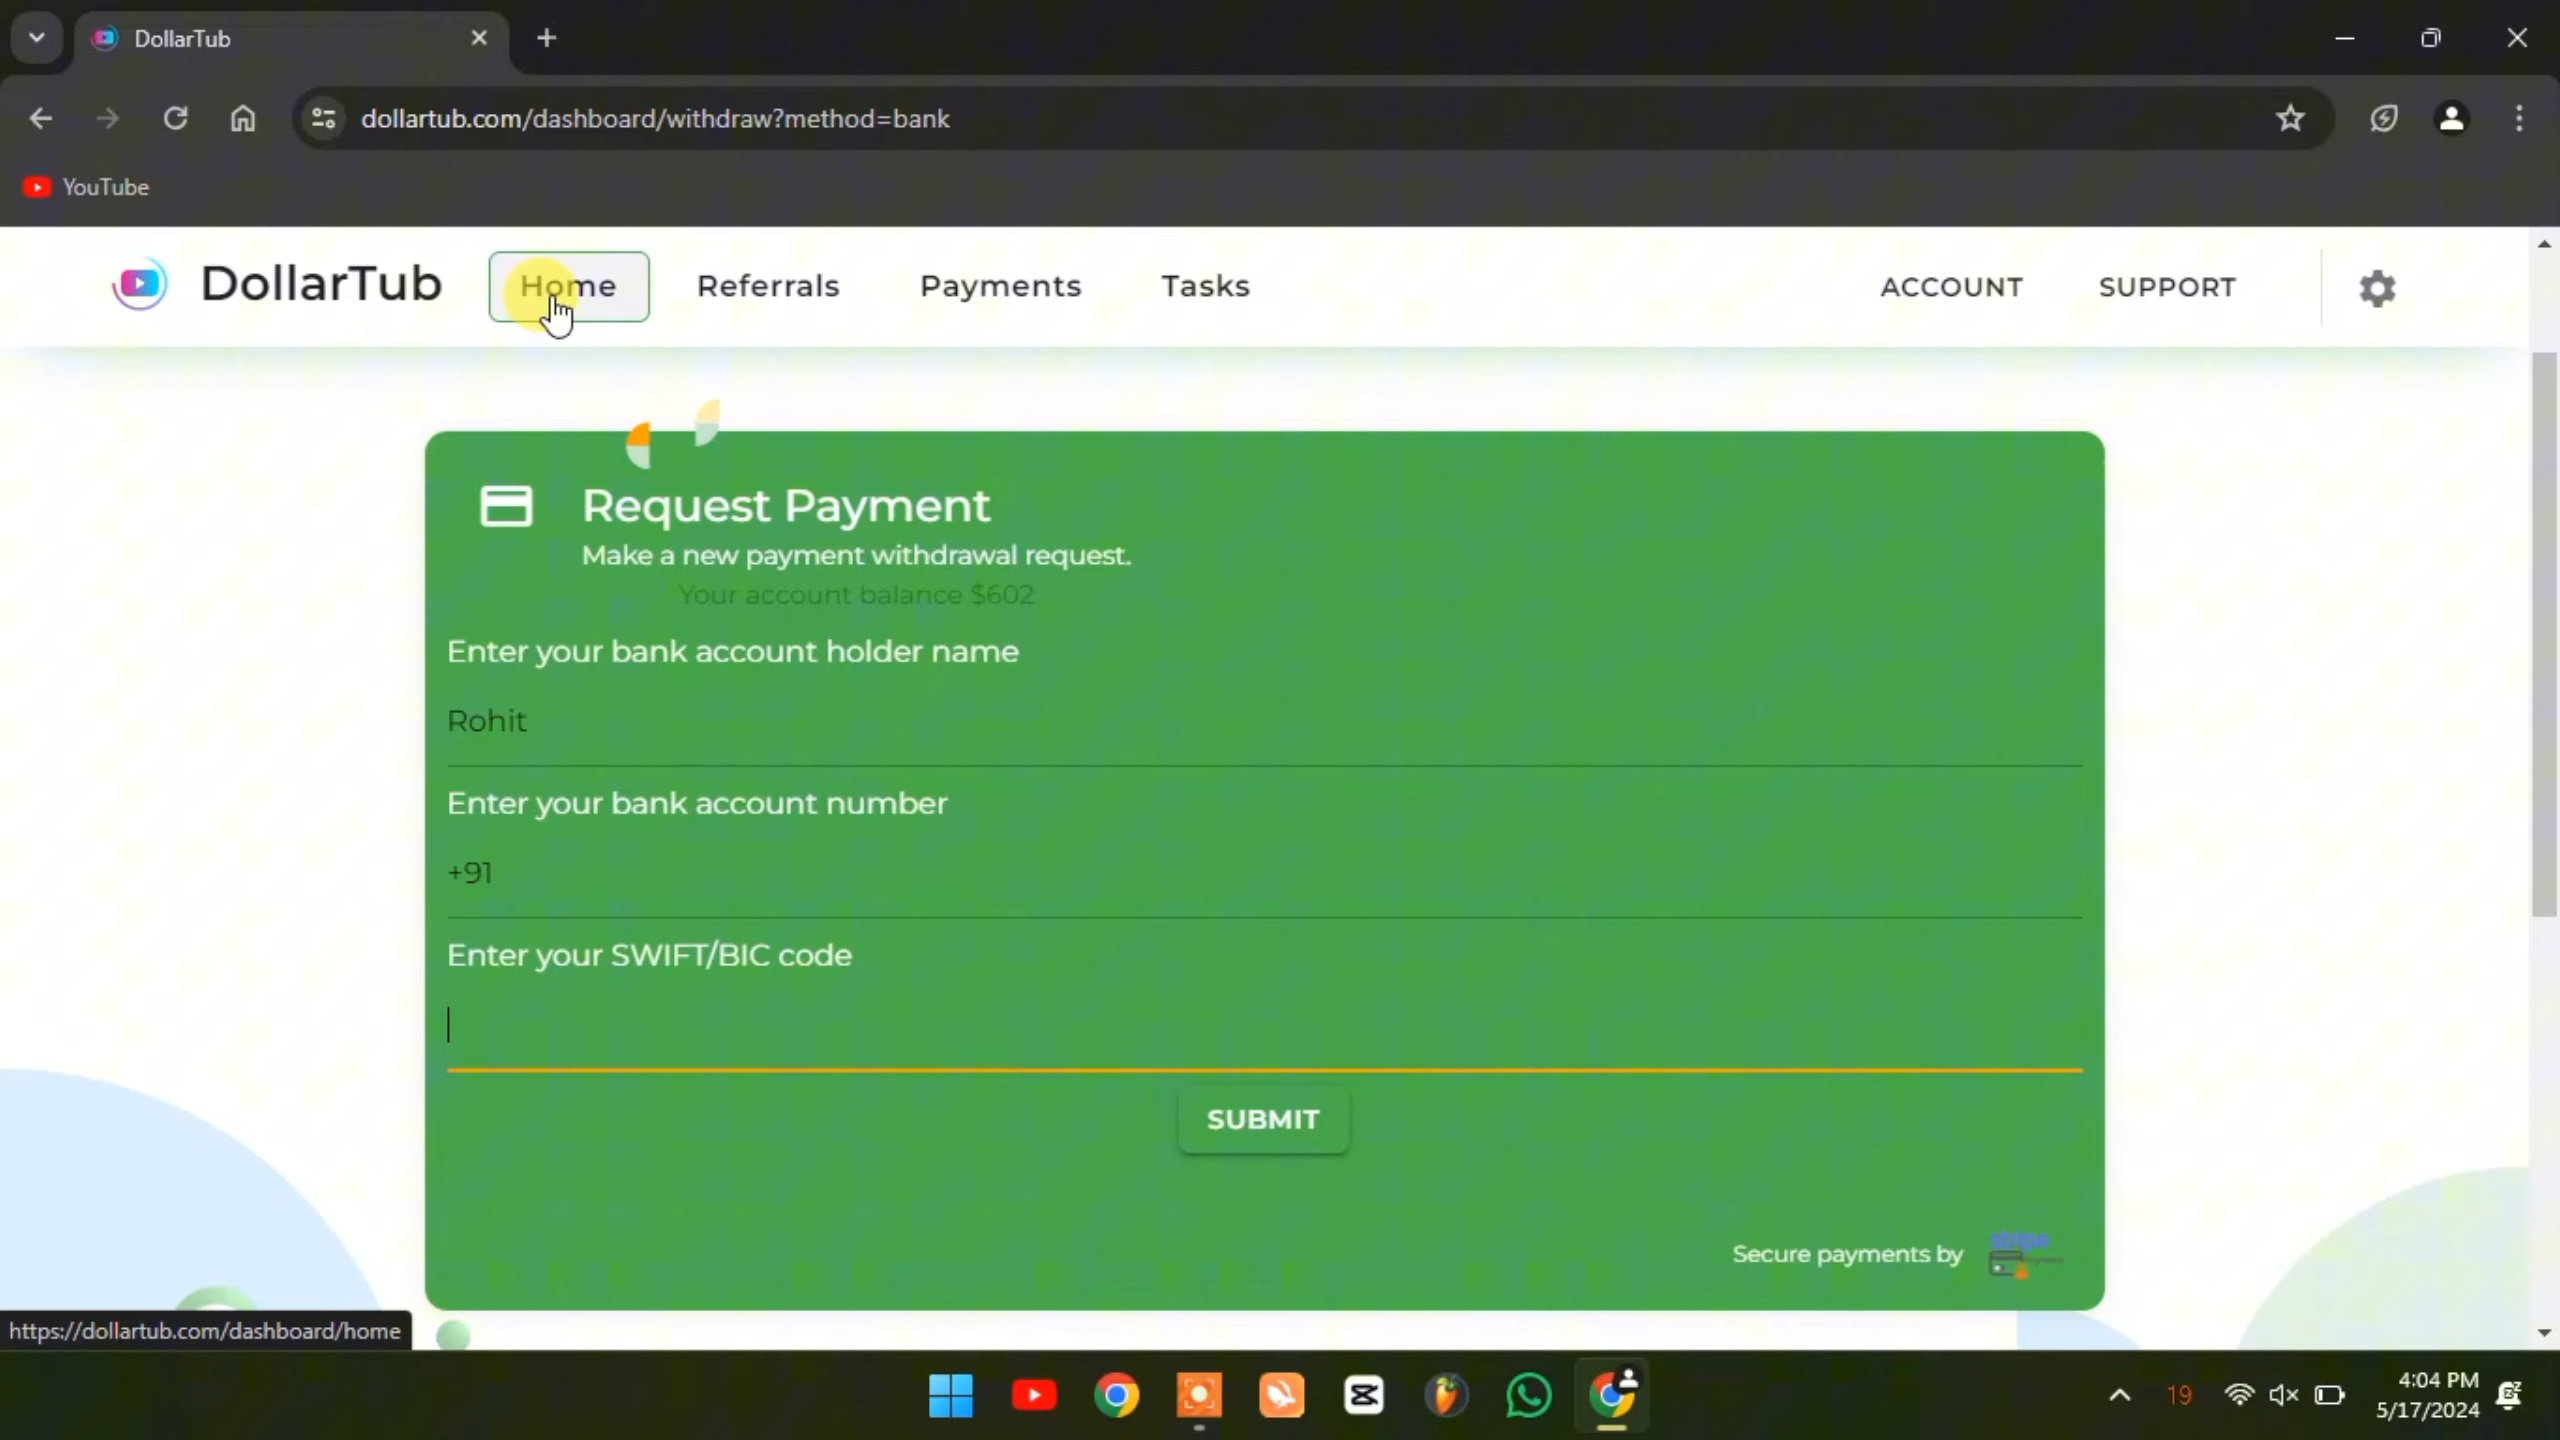 DollarTub
dollartub.com/dashboard/withdraw?method=bank
YouTube
DollarTub
Home
Referrals
Payments
Tasks
ACCOUNT
SUPPORT
Request Payment
Make a new payment withdrawal request.
Your account balance $602
Enter your bank account holder name
Rohit
Enter your bank account number
+91
Enter your SWIFT/BIC code
SUBMIT
Secure payments by
stripe
https://dollartub.com/dashboard/home
19
4:04 PM
5/17/2024